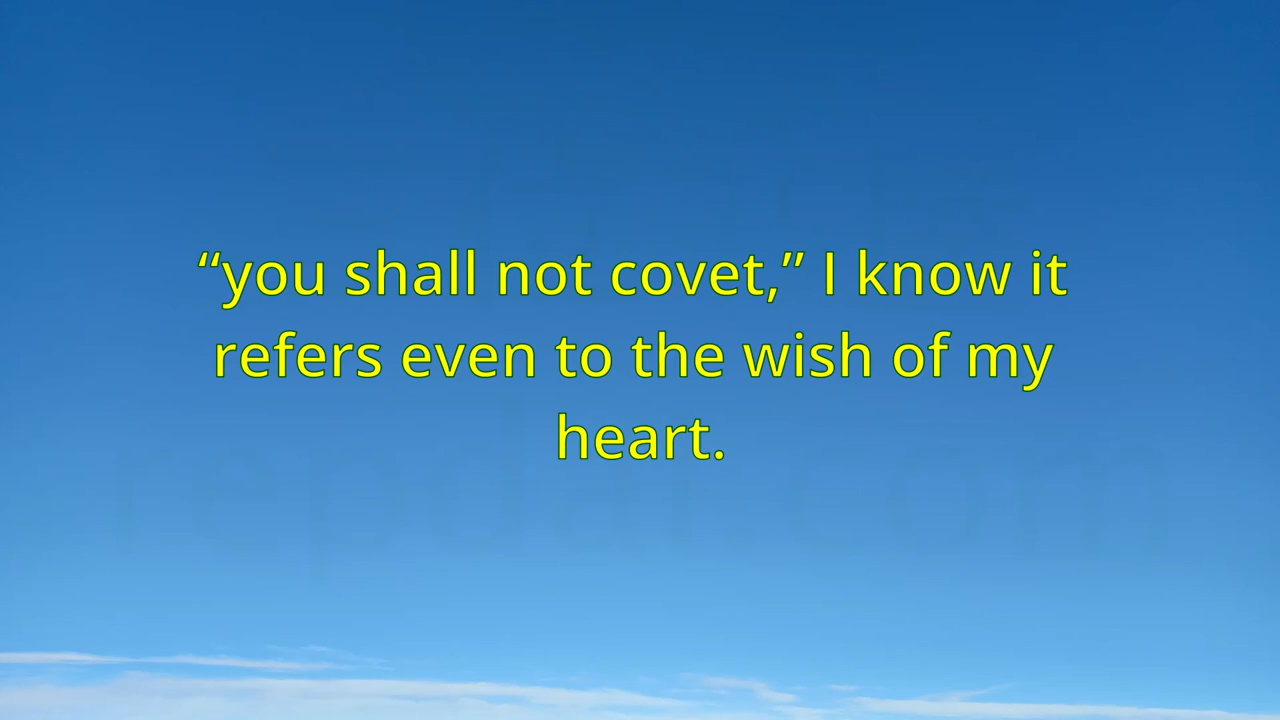 “you shall not covet,” I know it
refers even to the wish of my
heart.